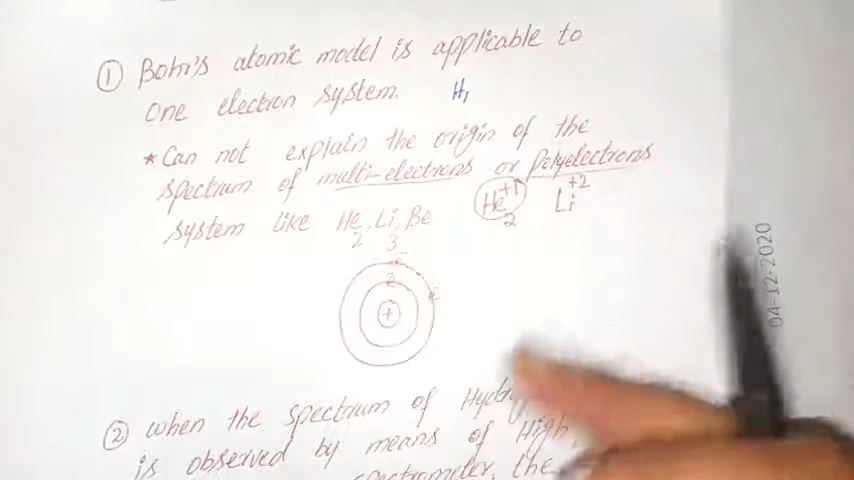 ① Bohr's atomic model is applicable to
one electron system. H,
* Can not explain the origin of the
spectrum of multi-electrons or polyelectrons
system like He, Li, Be
2 3
He+1 Li+2
2
+
② when the spectrum of
is observed by means of High
the
04-12-2020